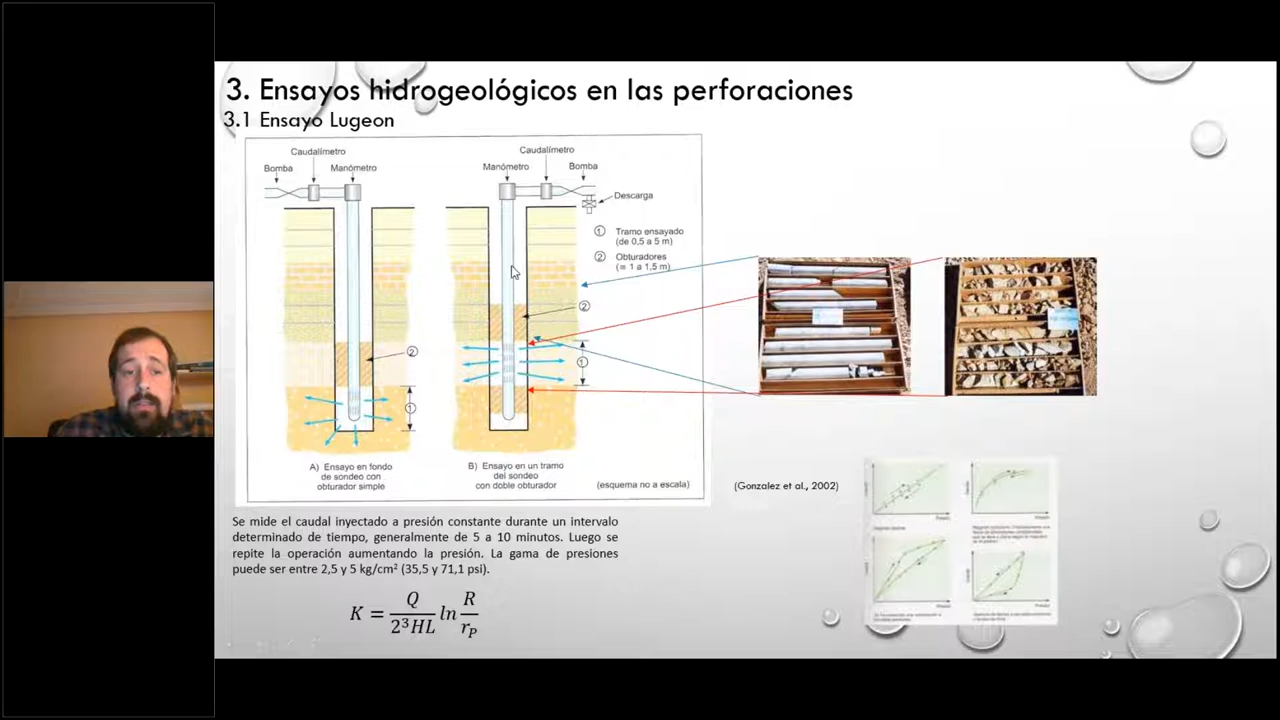 3. Ensayos hidrogeológicos en las perforaciones
3.1 Ensayo Lugeon
Caudalímetro
Bomba
Manómetro
Caudalímetro
Manómetro
Bomba
Descarga
1 Tramo ensayado
(de 0,5 a 5 m)
2 Obturadores
(≃ 1 a 1,5 m)
2
1
2
1
A) Ensayo en fondo
de sondeo con
obturador simple
B) Ensayo en un tramo
del sondeo
con doble obturador
(esquema no a escala)
(Gonzalez et al., 2002)
Se mide el caudal inyectado a presión constante durante un intervalo
determinado de tiempo, generalmente de 5 a 10 minutos. Luego se
repite la operación aumentando la presión. La gama de presiones
puede ser entre 2,5 y 5 kg/cm² (35,5 y 71,1 psi).
K = Q / 2³HL ln R / rₚ